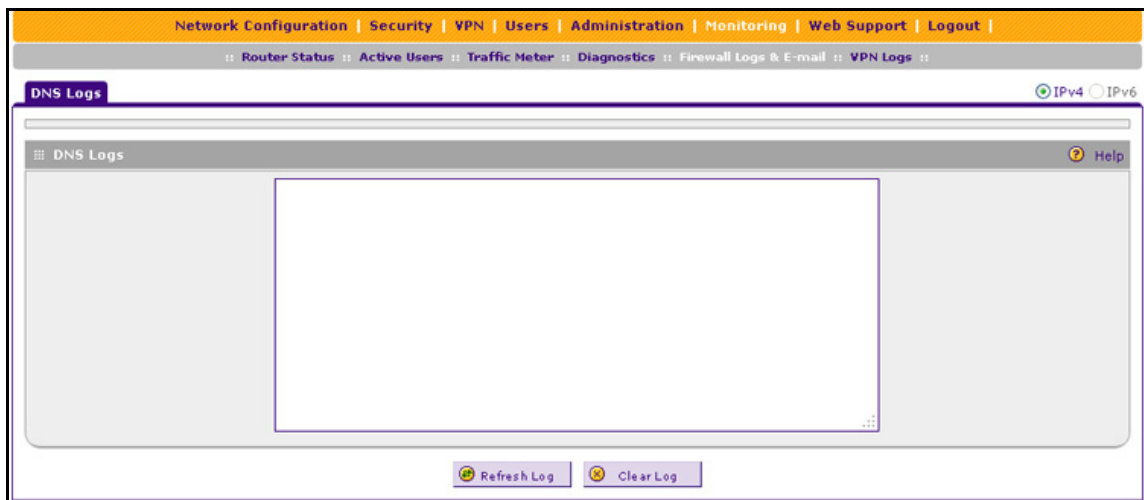 Network Configuration | Security | VPN | Users | Administration | Monitoring | Web Support | Logout |
:: Router Status :: Active Users :: Traffic Meter :: Diagnostics :: Firewall Logs & E-mail :: VPN Logs ::
DNS Logs IPv4 IPv6
DNS Logs Help
Refresh Log Clear Log